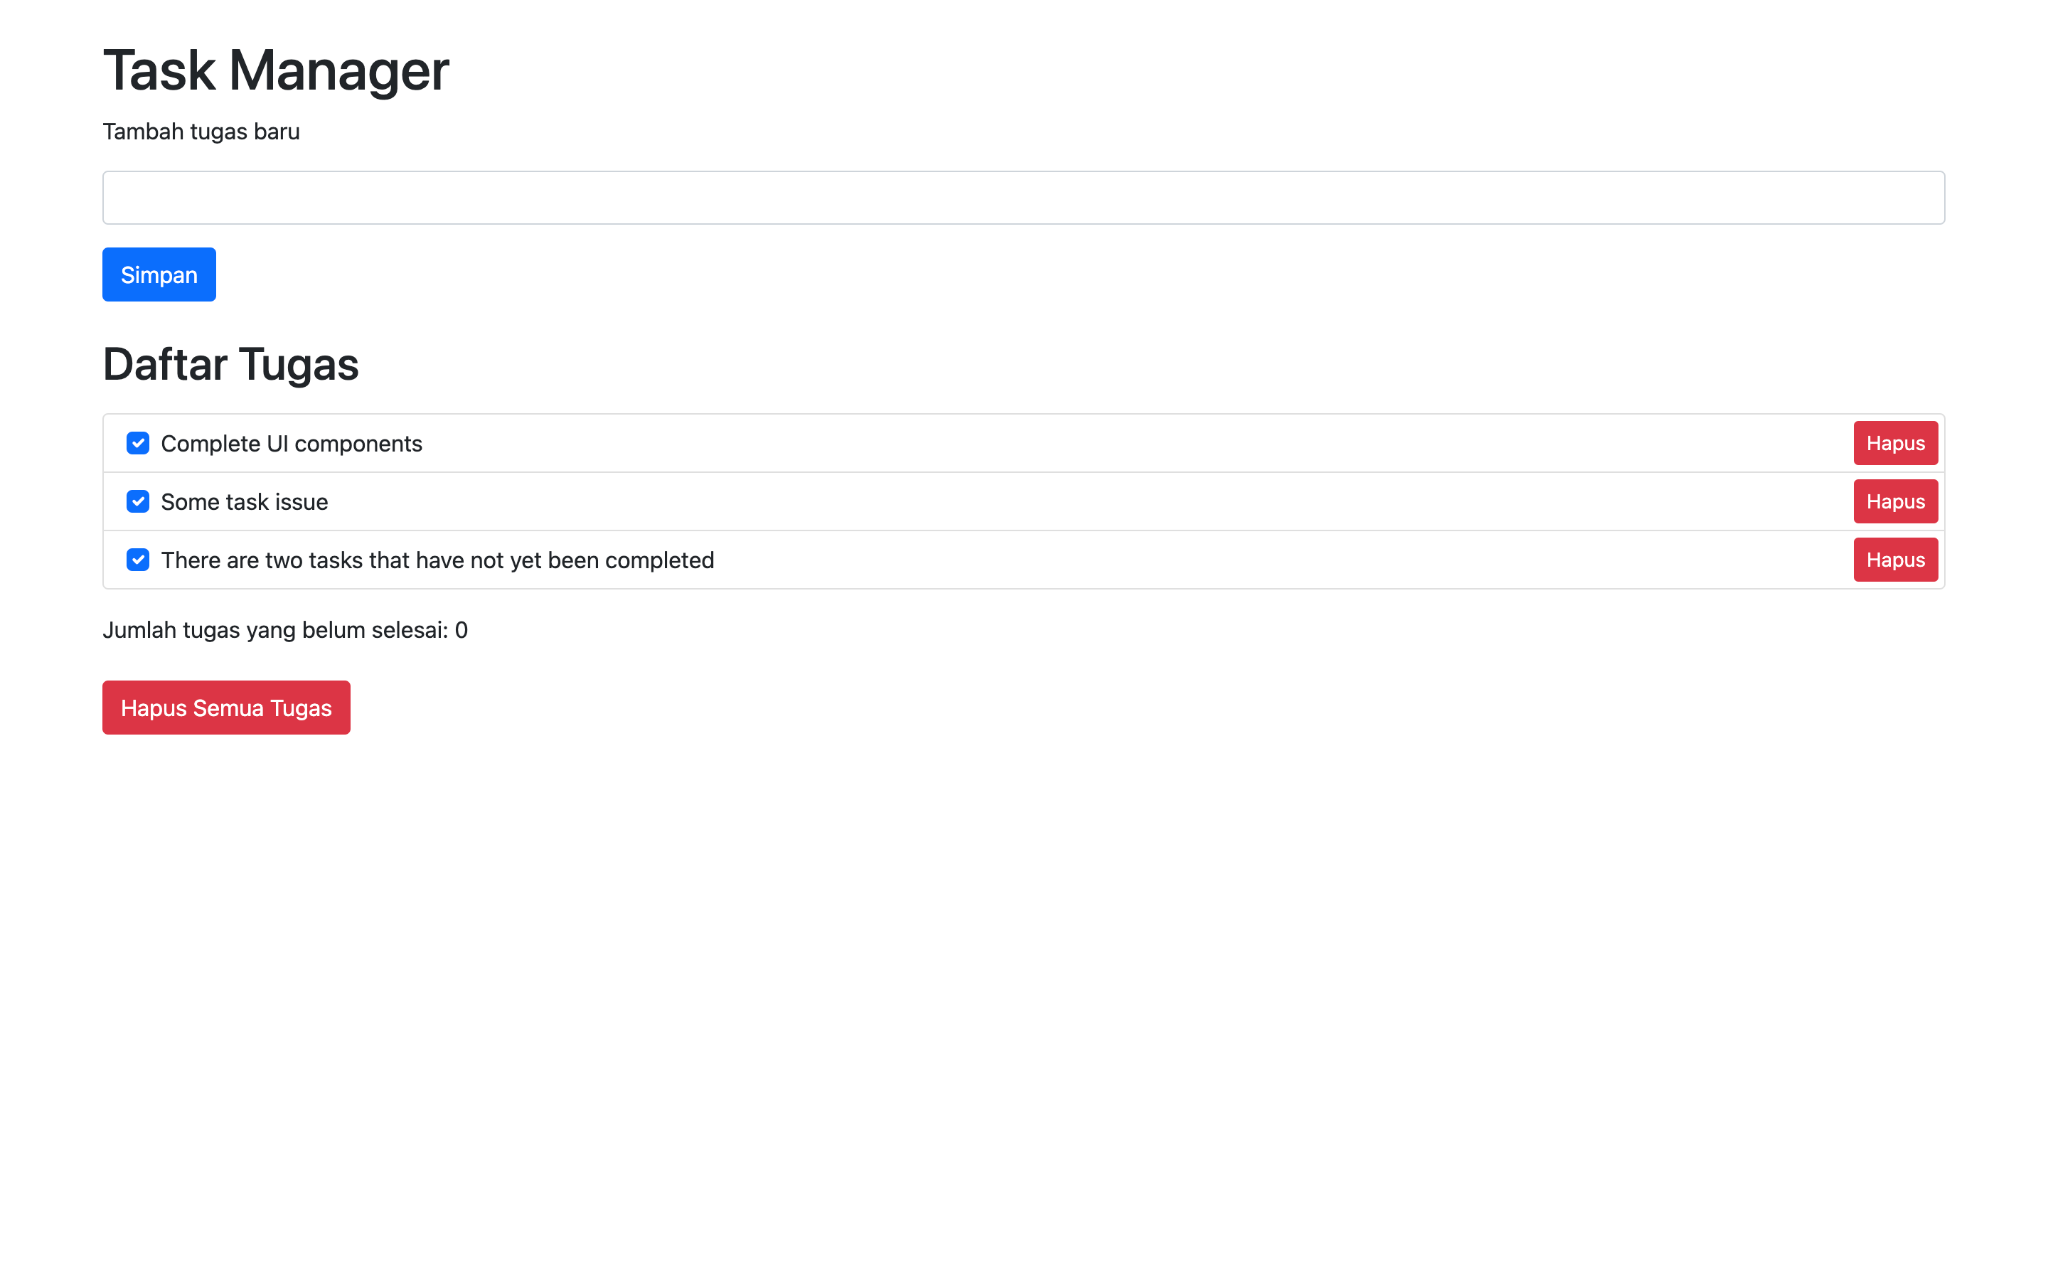 Task Manager
Tambah tugas baru
Simpan
Daftar Tugas
Complete UI components Hapus
Some task issue Hapus
There are two tasks that have not yet been completed Hapus
Jumlah tugas yang belum selesai: 0
Hapus Semua Tugas